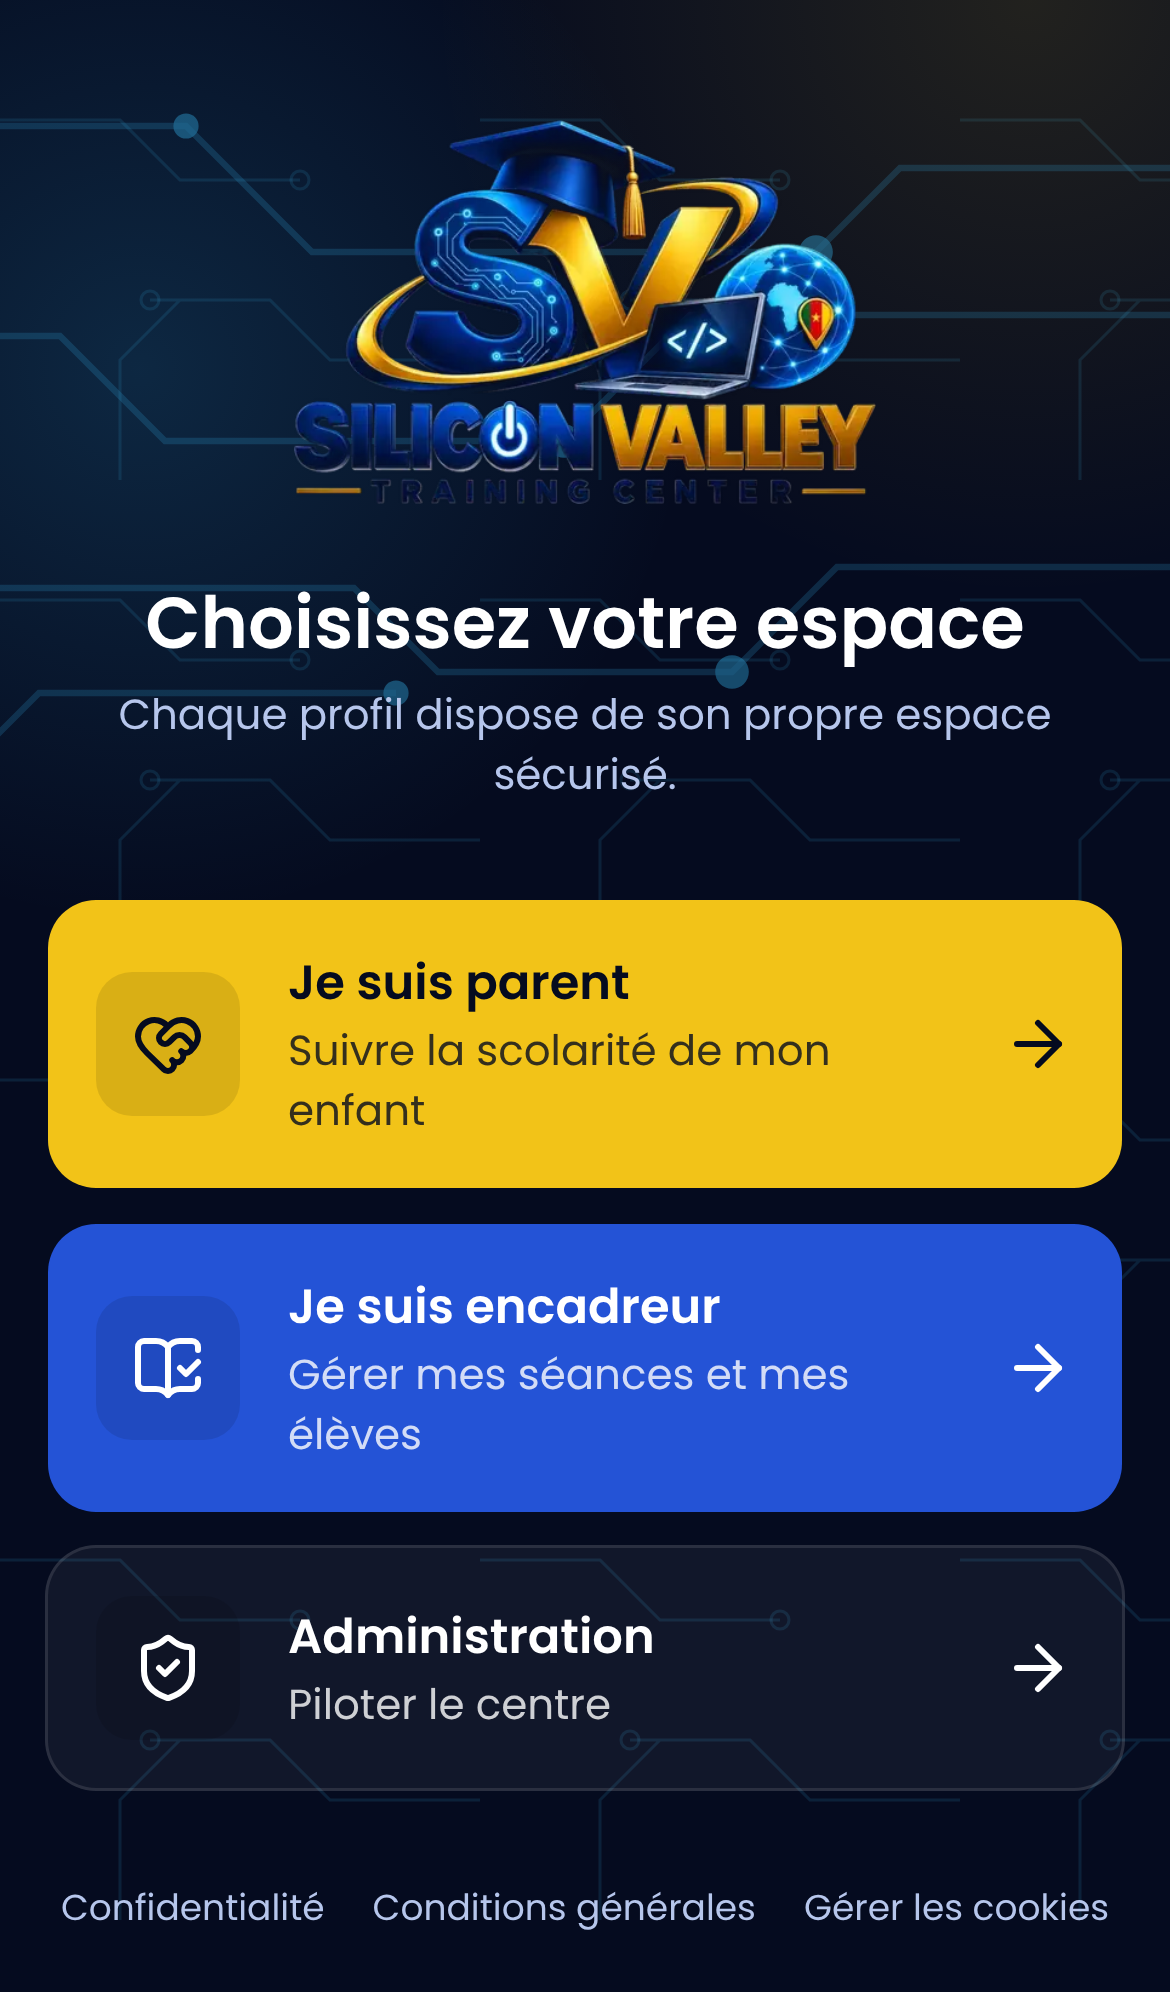 SV
</>
SILICON VALLEY
TRAINING CENTER
Choisissez votre espace
Chaque profil dispose de son propre espace
sécurisé.
Je suis parent
Suivre la scolarité de mon
enfant
Je suis encadreur
Gérer mes séances et mes
élèves
Administration
Piloter le centre
Confidentialité Conditions générales Gérer les cookies